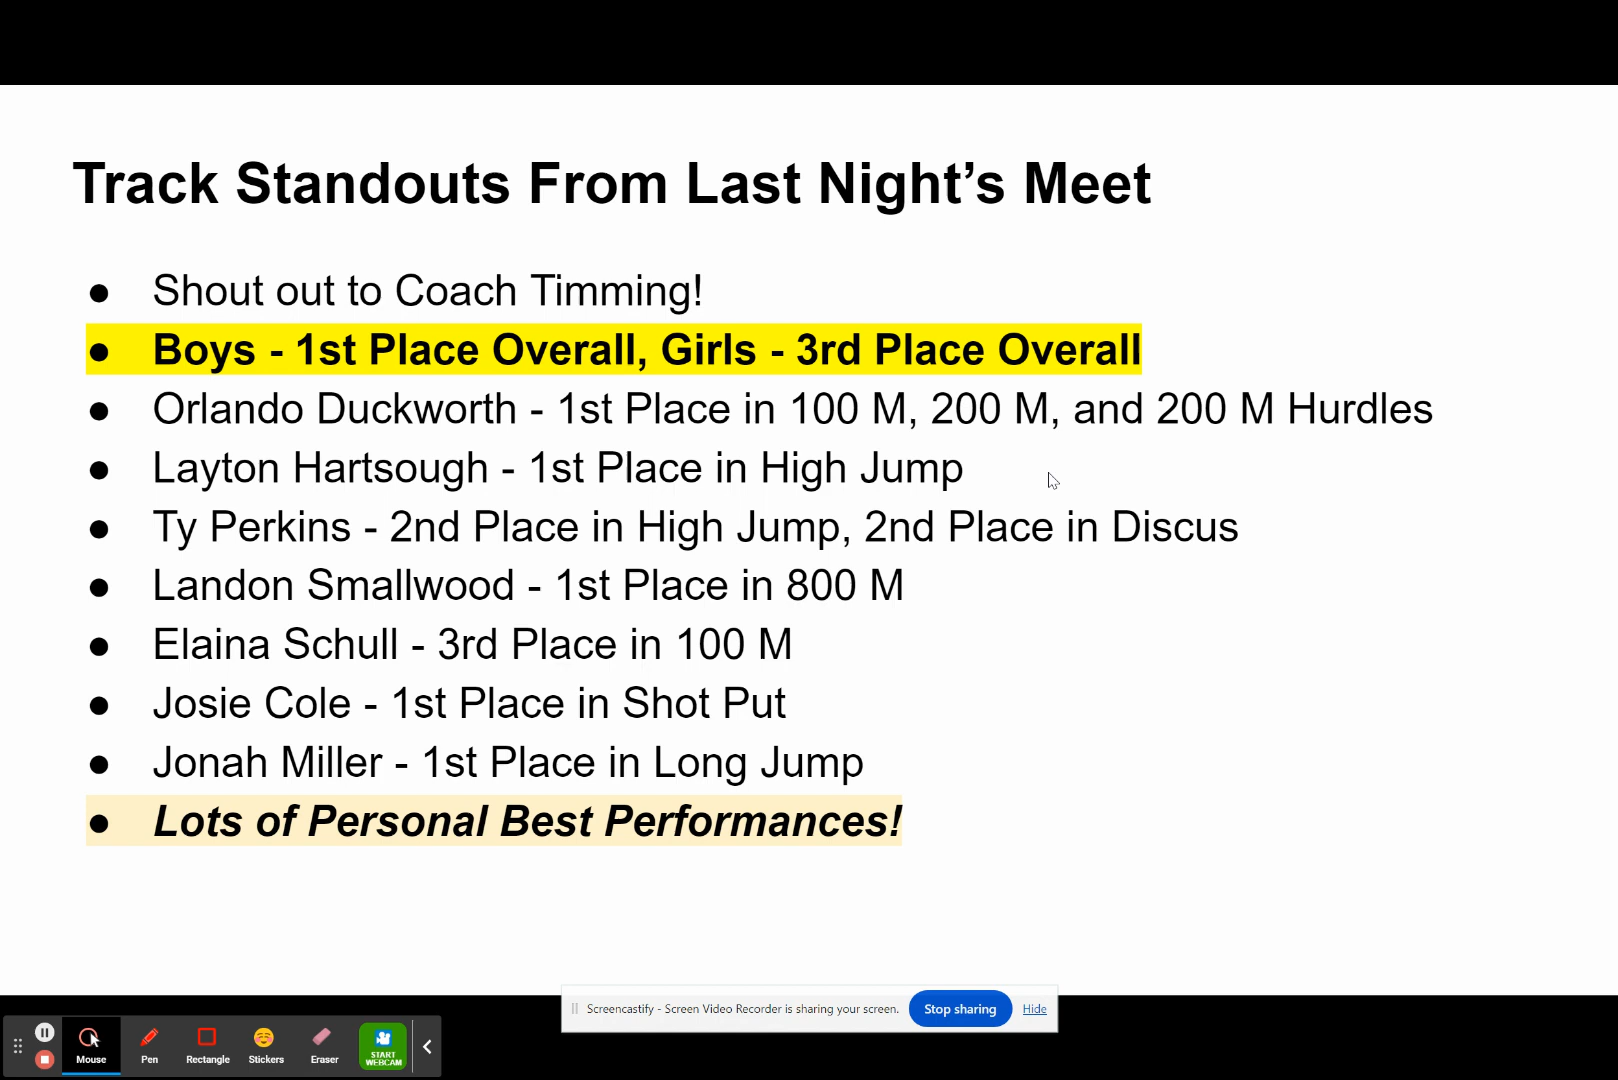 Track Standouts From Last Night’s Meet
● Shout out to Coach Timming!
● Boys - 1st Place Overall, Girls - 3rd Place Overall
● Orlando Duckworth - 1st Place in 100 M, 200 M, and 200 M Hurdles
● Layton Hartsough - 1st Place in High Jump
● Ty Perkins - 2nd Place in High Jump, 2nd Place in Discus
● Landon Smallwood - 1st Place in 800 M
● Elaina Schull - 3rd Place in 100 M
● Josie Cole - 1st Place in Shot Put
● Jonah Miller - 1st Place in Long Jump
● Lots of Personal Best Performances!
Screencastify - Screen Video Recorder is sharing your screen. Stop sharing Hide
Mouse Pen Rectangle Stickers Eraser START WEBCAM